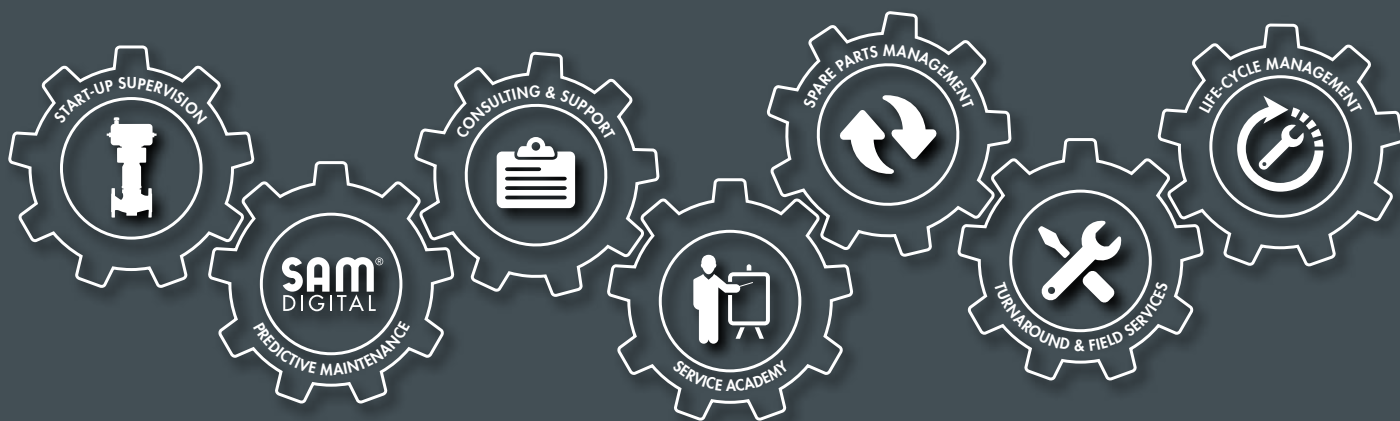 START-UP SUPERVISION
SAM®
DIGITAL
PREDICTIVE MAINTENANCE
CONSULTING & SUPPORT
SERVICE ACADEMY
SPARE PARTS MANAGEMENT
TURNAROUND & FIELD SERVICES
LIFE-CYCLE MANAGEMENT